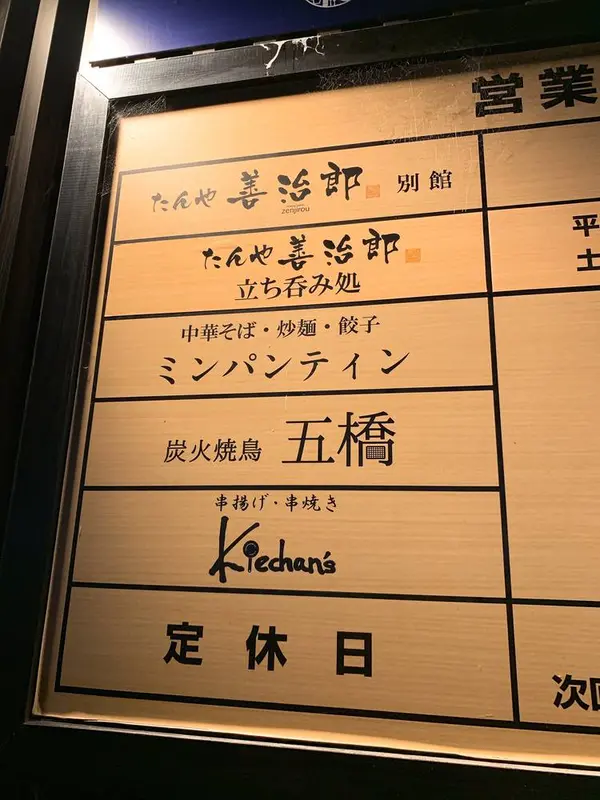 営業
たんや 善治郎 別館
zenjirou
平
たんや 善治郎
土
立ち呑み処
中華そば・炒麺・餃子
ミンパンティン
炭火焼鳥 五橋
串揚げ・串焼き
Kiechan's
定休日
次回